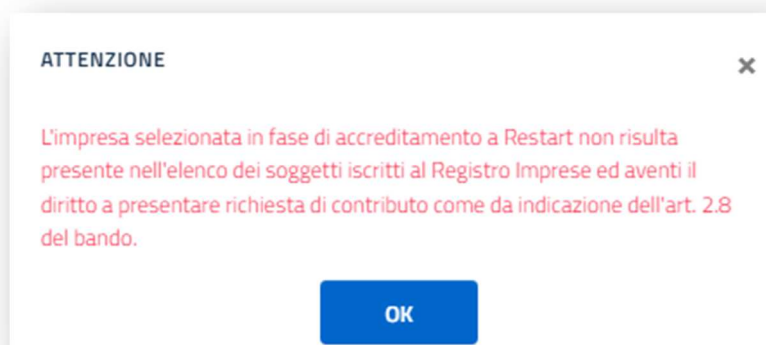 ATTENZIONE
×
L'impresa selezionata in fase di accreditamento a Restart non risulta
presente nell'elenco dei soggetti iscritti al Registro Imprese ed aventi il
diritto a presentare richiesta di contributo come da indicazione dell'art. 2.8
del bando.
OK